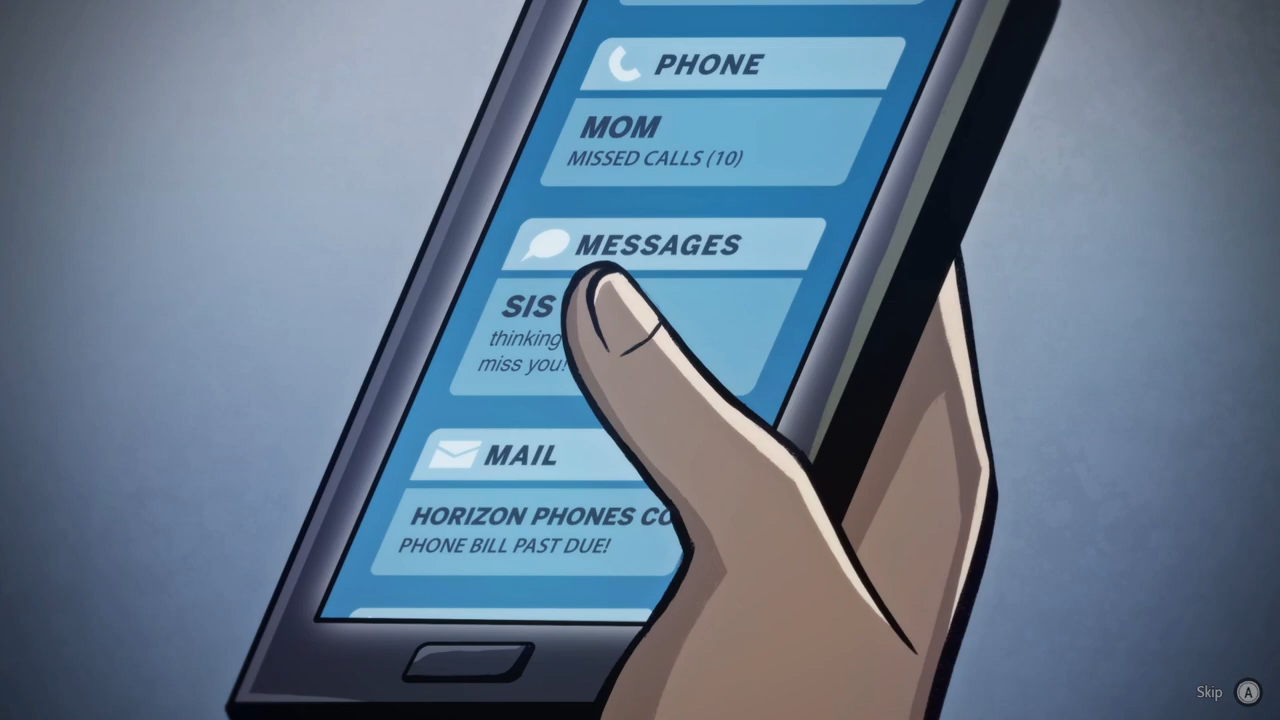 PHONE
MOM
MISSED CALLS (10)
MESSAGES
SIS
thinking
miss you!
MAIL
HORIZON PHONES CO
PHONE BILL PAST DUE!
Skip A